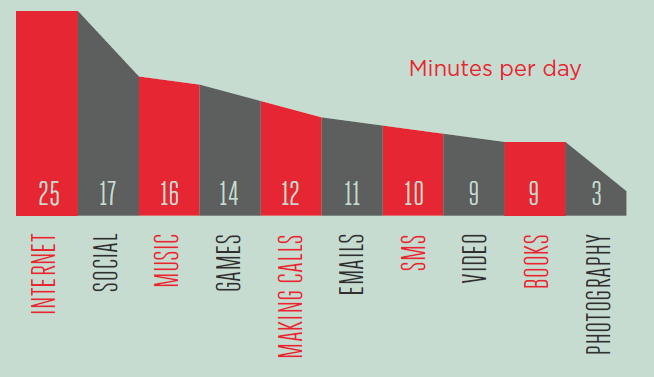 Minutes per day
25 17 16 14 12 11 10 9 9 3
INTERNET
SOCIAL
MUSIC
GAMES
MAKING CALLS
EMAILS
SMS
VIDEO
BOOKS
PHOTOGRAPHY